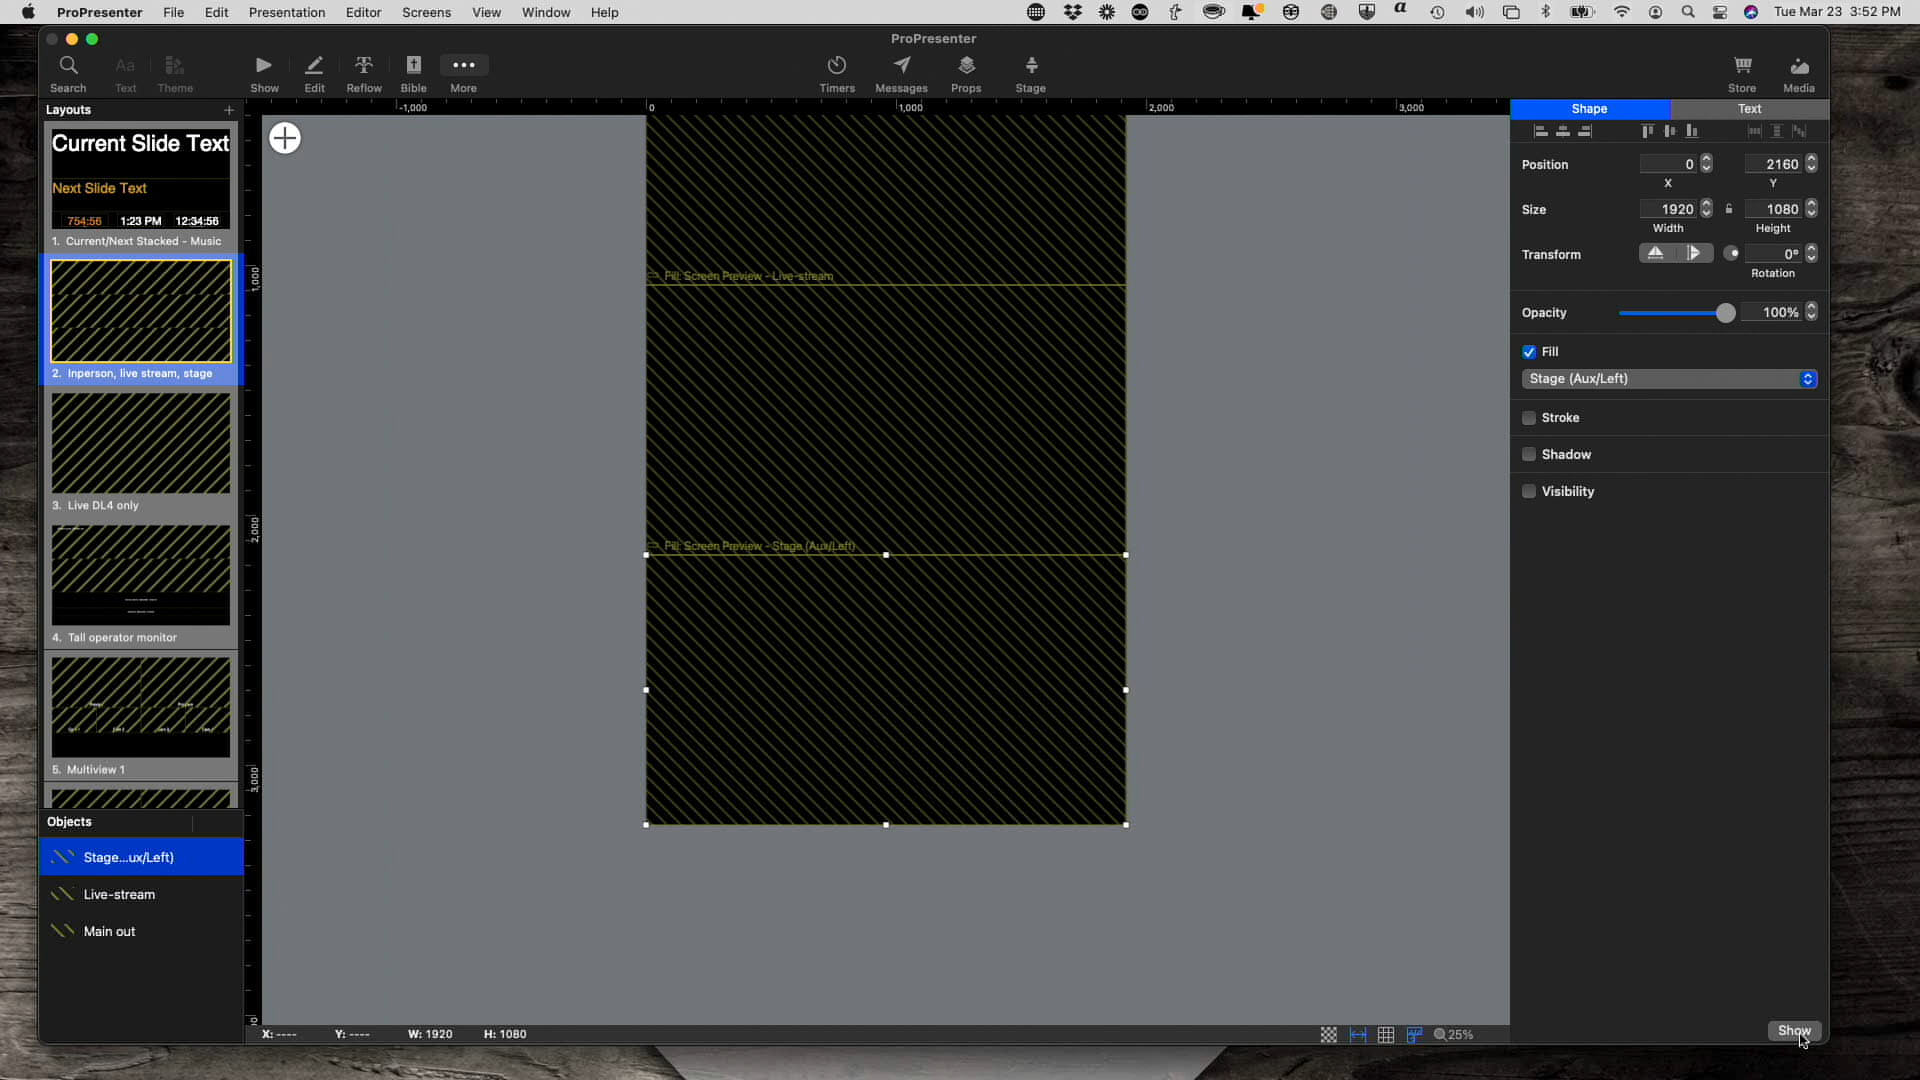 ProPresenter File Edit Presentation Editor Screens View Window Help
Tue Mar 23 3:52 PM
ProPresenter
Search Text Theme Show Edit Reflow Bible More
Timers Messages Props Stage
Store Media
Layouts
Current Slide Text
Next Slide Text
754:56 1:23 PM 12:34:56
1. Current/Next Stacked - Music
2. Inperson, live stream, stage
3. Live DL4 only
4. Tall operator monitor
5. Multiview 1
Objects
Stage...ux/Left)
Live-stream
Main out
-1,000 0 1,000 2,000 3,000
1,000
2,000
3,000
Fill: Screen Preview - Live-stream
Fill: Screen Preview - Stage (Aux/Left)
X: ---- Y: ---- W: 1920 H: 1080
25%
Shape Text
Position 0 2160
X Y
Size 1920 1080
Width Height
Transform 0°
Rotation
Opacity 100%
Fill
Stage (Aux/Left)
Stroke
Shadow
Visibility
Show